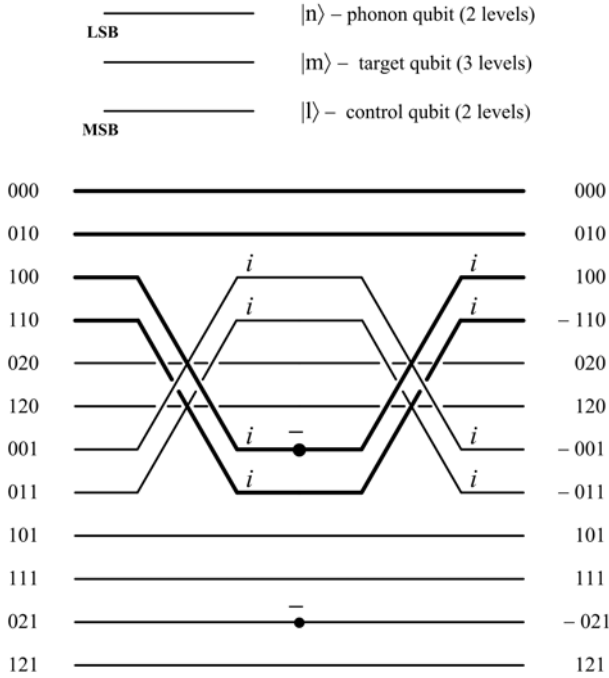 |n⟩ – phonon qubit (2 levels)
LSB
|m⟩ – target qubit (3 levels)
|l⟩ – control qubit (2 levels)
MSB
000 000
010 010
100 i i 100
110 i i – 110
020 020
120 – 120
001 i i – 001
011 i i – 011
101 101
111 111
021 – – 021
121 121